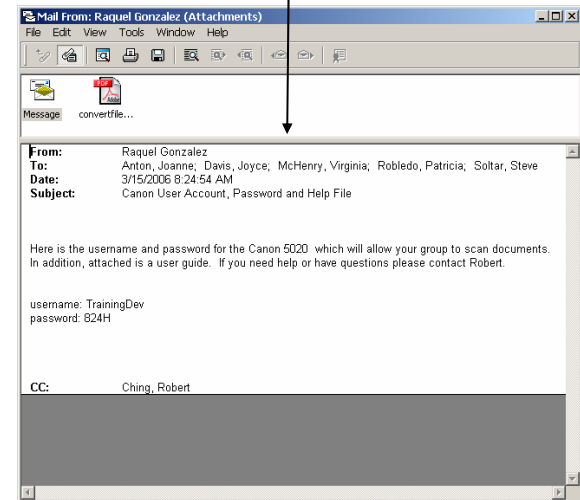 Mail From: Raquel Gonzalez (Attachments)
File Edit View Tools Window Help
PDF
Adobe
Message convertfile...
From: Raquel Gonzalez
To: Anton, Joanne; Davis, Joyce; McHenry, Virginia; Robledo, Patricia; Soltar, Steve
Date: 3/15/2006 8:24:54 AM
Subject: Canon User Account, Password and Help File
Here is the username and password for the Canon 5020 which will allow your group to scan documents.
In addition, attached is a user guide. If you need help or have questions please contact Robert.
username: TrainingDev
password: 824H
CC: Ching, Robert